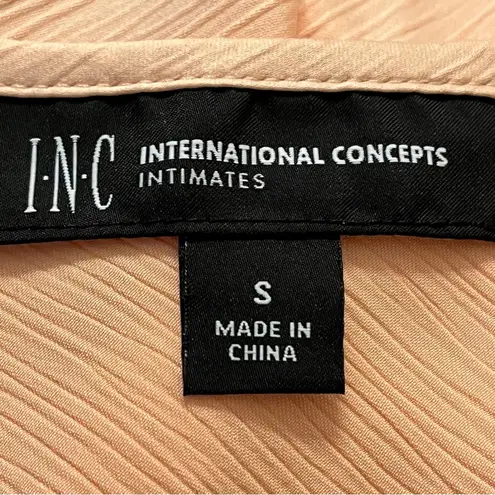 I·N·C
INTERNATIONAL CONCEPTS
INTIMATES
S
MADE IN
CHINA